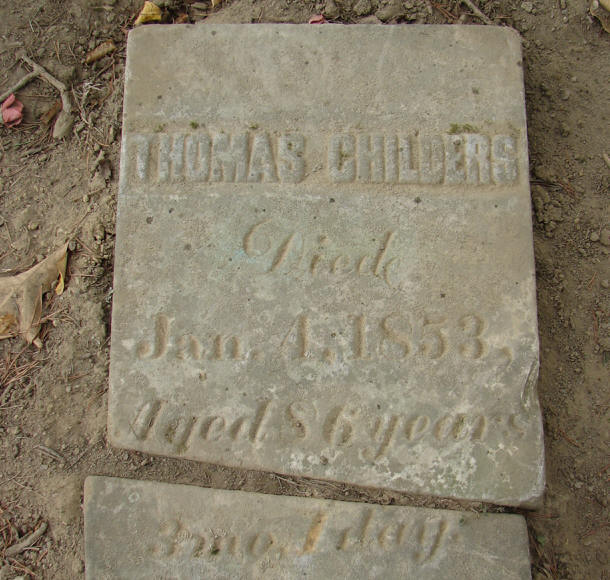 THOMAS CHILDERS
Died
Jan. 4, 1853,
Aged 86 years
3 mo. 1 day.